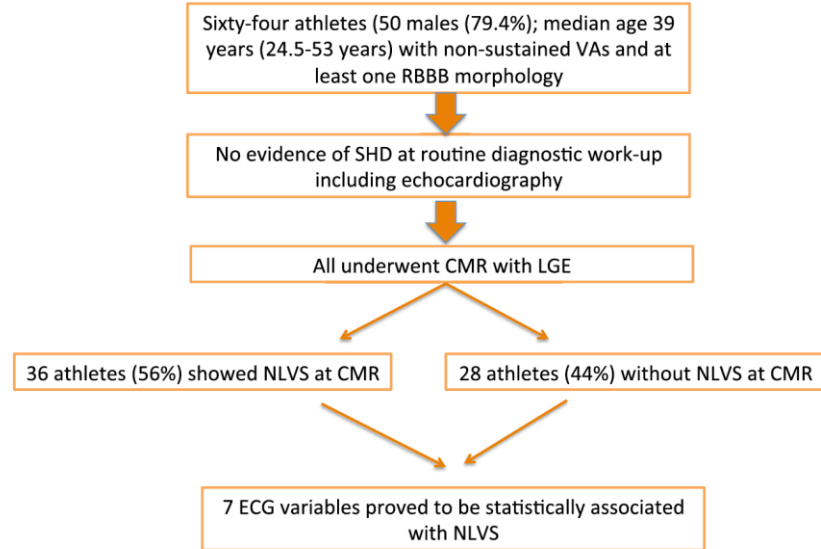 Sixty-four athletes (50 males (79.4%; median age 39
years (24.5-53 years) with non-sustained VAs and at
least one RBBB morphology
No evidence of SHD at routine diagnostic work-up
including echocardiography
All underwent CMR with LGE
36 athletes (56%) showed NLVS at CMR
28 athletes (44%) without NLVS at CMR
7 ECG variables proved to be statistically associated
with NLVS